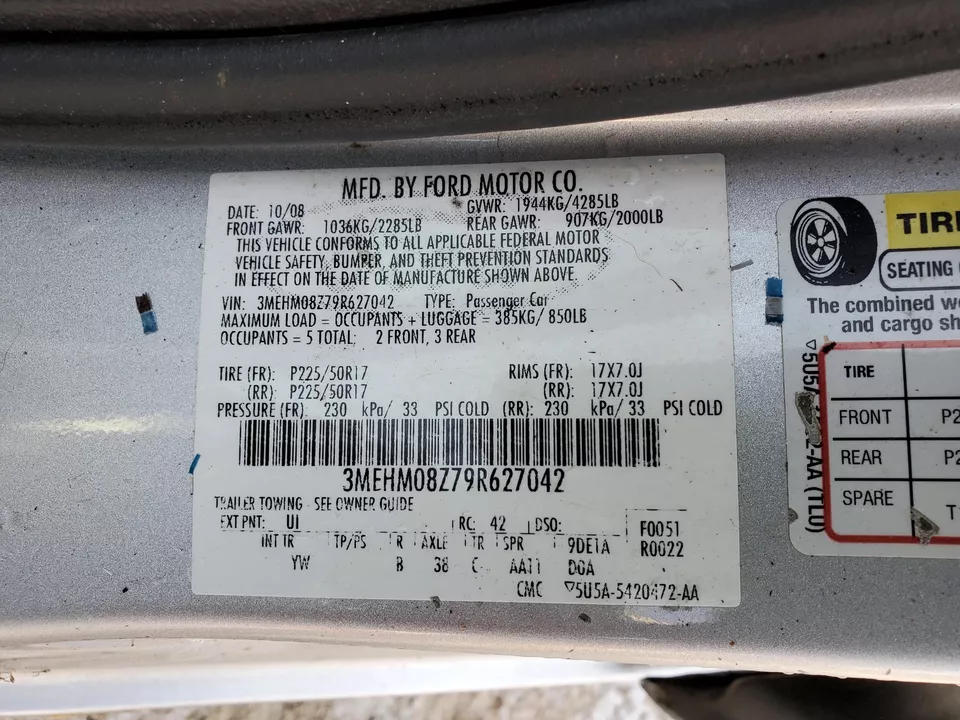 MFD. BY FORD MOTOR CO.
DATE: 10/08 GVWR: 1944KG/4285LB
FRONT GAWR: 1036KG/2285LB REAR GAWR: 907KG/2000LB
THIS VEHICLE CONFORMS TO ALL APPLICABLE FEDERAL MOTOR
VEHICLE SAFETY, BUMPER, AND THEFT PREVENTION STANDARDS
IN EFFECT ON THE DATE OF MANUFACTURE SHOWN ABOVE.
VIN: 3MEHM08Z79R627042 TYPE: Passenger Car
MAXIMUM LOAD = OCCUPANTS + LUGGAGE = 385KG/ 850LB
OCCUPANTS = 5 TOTAL: 2 FRONT, 3 REAR
TIRE (FR): P225/50R17 RIMS (FR): 17X7.0J
(RR): P225/50R17 (RR): 17X7.0J
PRESSURE (FR): 230 kPa/ 33 PSI COLD (RR): 230 kPa/ 33 PSI COLD
3MEHM08Z79R627042
TRAILER TOWING - SEE OWNER GUIDE
EXT PNT: UI RC: 42 DSO: F0051
INT TR TP/PS R AXLE TR SPR 9DE1A R0022
YW B 38 C AA11 DOA
CMC ▽5U5A-5420472-AA
TIRE
SEATING
The combined
and cargo
TIRE
FRONT P2
REAR P2
SPARE T